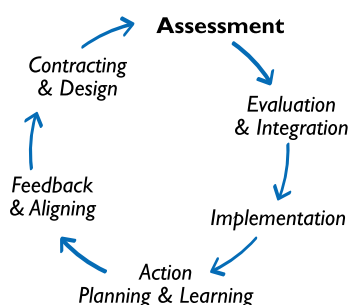 Assessment
Evaluation
& Integration
Implementation
Action
Planning & Learning
Feedback
& Aligning
Contracting
& Design